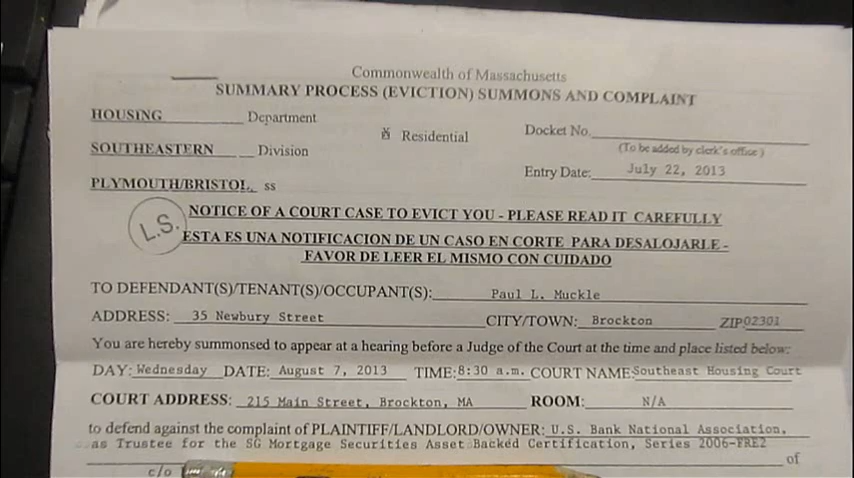 Commonwealth of Massachusetts
SUMMARY PROCESS (EVICTION) SUMMONS AND COMPLAINT
HOUSING Department
☒ Residential Docket No.
(To be added by clerk's office)
SOUTHEASTERN Division
Entry Date: July 22, 2013
PLYMOUTH/BRISTOL, ss
L.S.
NOTICE OF A COURT CASE TO EVICT YOU - PLEASE READ IT CAREFULLY
ESTA ES UNA NOTIFICACION DE UN CASO EN CORTE PARA DESALOJARLE -
FAVOR DE LEER EL MISMO CON CUIDADO
TO DEFENDANT(S)/TENANT(S)/OCCUPANT(S): Paul L. Muckle
ADDRESS: 35 Newbury Street CITY/TOWN: Brockton ZIP 02301
You are hereby summonsed to appear at a hearing before a Judge of the Court at the time and place listed below:
DAY: Wednesday DATE: August 7, 2013 TIME: 8:30 a.m. COURT NAME: Southeast Housing Court
COURT ADDRESS: 215 Main Street, Brockton, MA ROOM: N/A
to defend against the complaint of PLAINTIFF/LANDLORD/OWNER: U.S. Bank National Association,
as Trustee for the SG Mortgage Securities Asset Backed Certification, Series 2006-FRE2
of
c/o